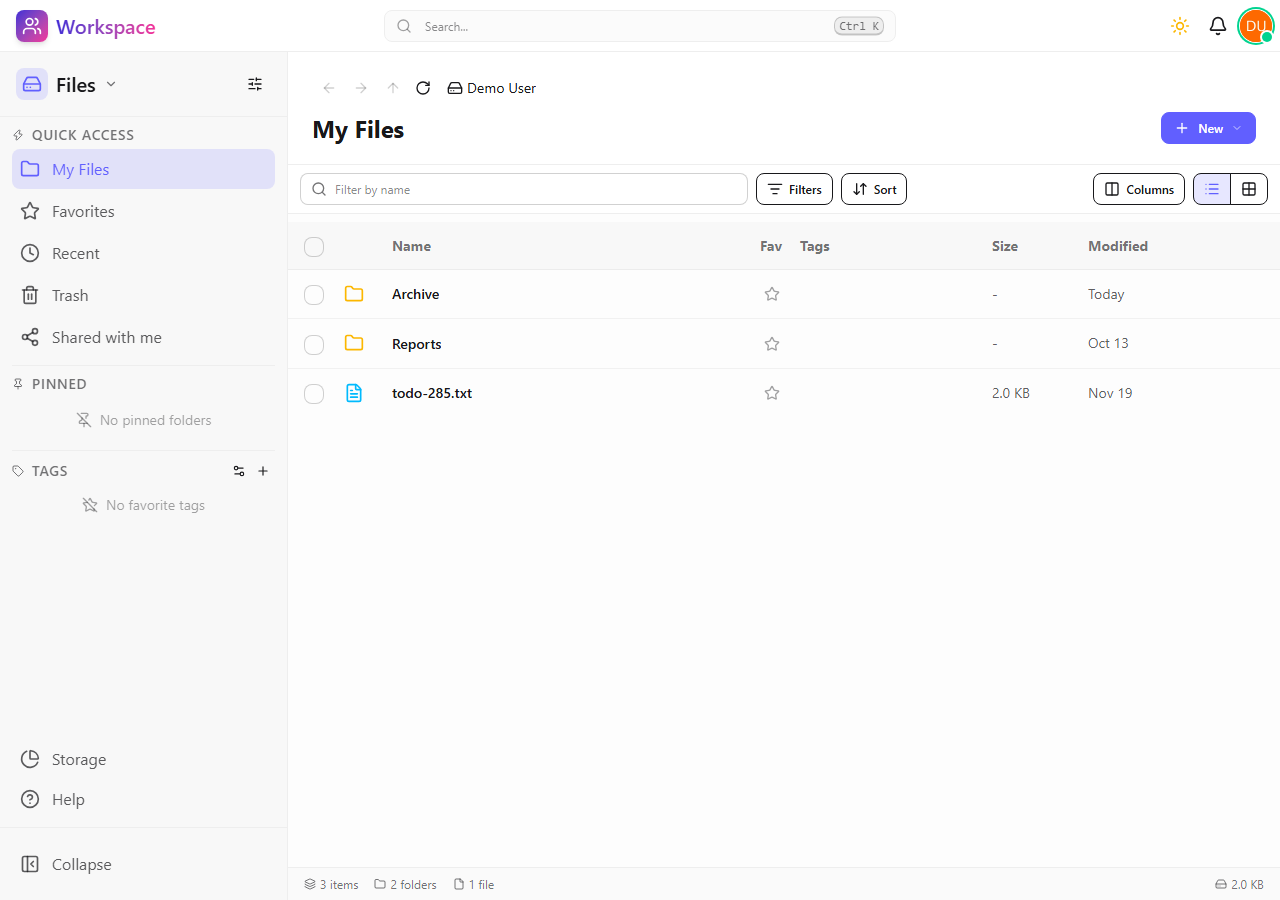 Workspace
Search...
Ctrl K
DU
Files
Demo User
My Files
New
QUICK ACCESS
My Files
Favorites
Recent
Trash
Shared with me
PINNED
No pinned folders
TAGS
No favorite tags
Storage
Help
Collapse
Filter by name
Filters
Sort
Columns
Name Fav Tags Size Modified
Archive - Today
Reports - Oct 13
todo-285.txt 2.0 KB Nov 19
3 items 2 folders 1 file 2.0 KB